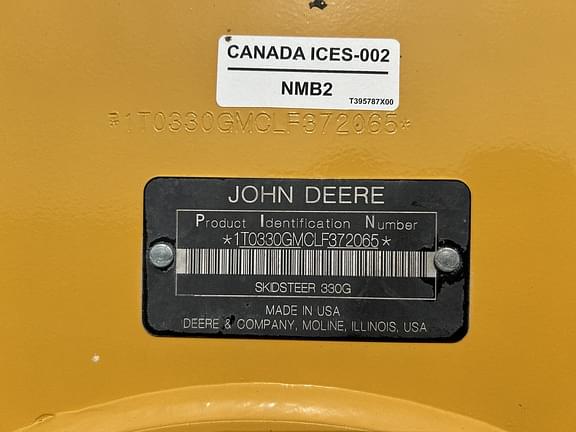 CANADA ICES-002
NMB2
T395787X00
*1T0330GMCLF372065*
JOHN DEERE
Product Identification Number
*1T0330GMCLF372065*
SKIDSTEER 330G
MADE IN USA
DEERE & COMPANY, MOLINE, ILLINOIS, USA